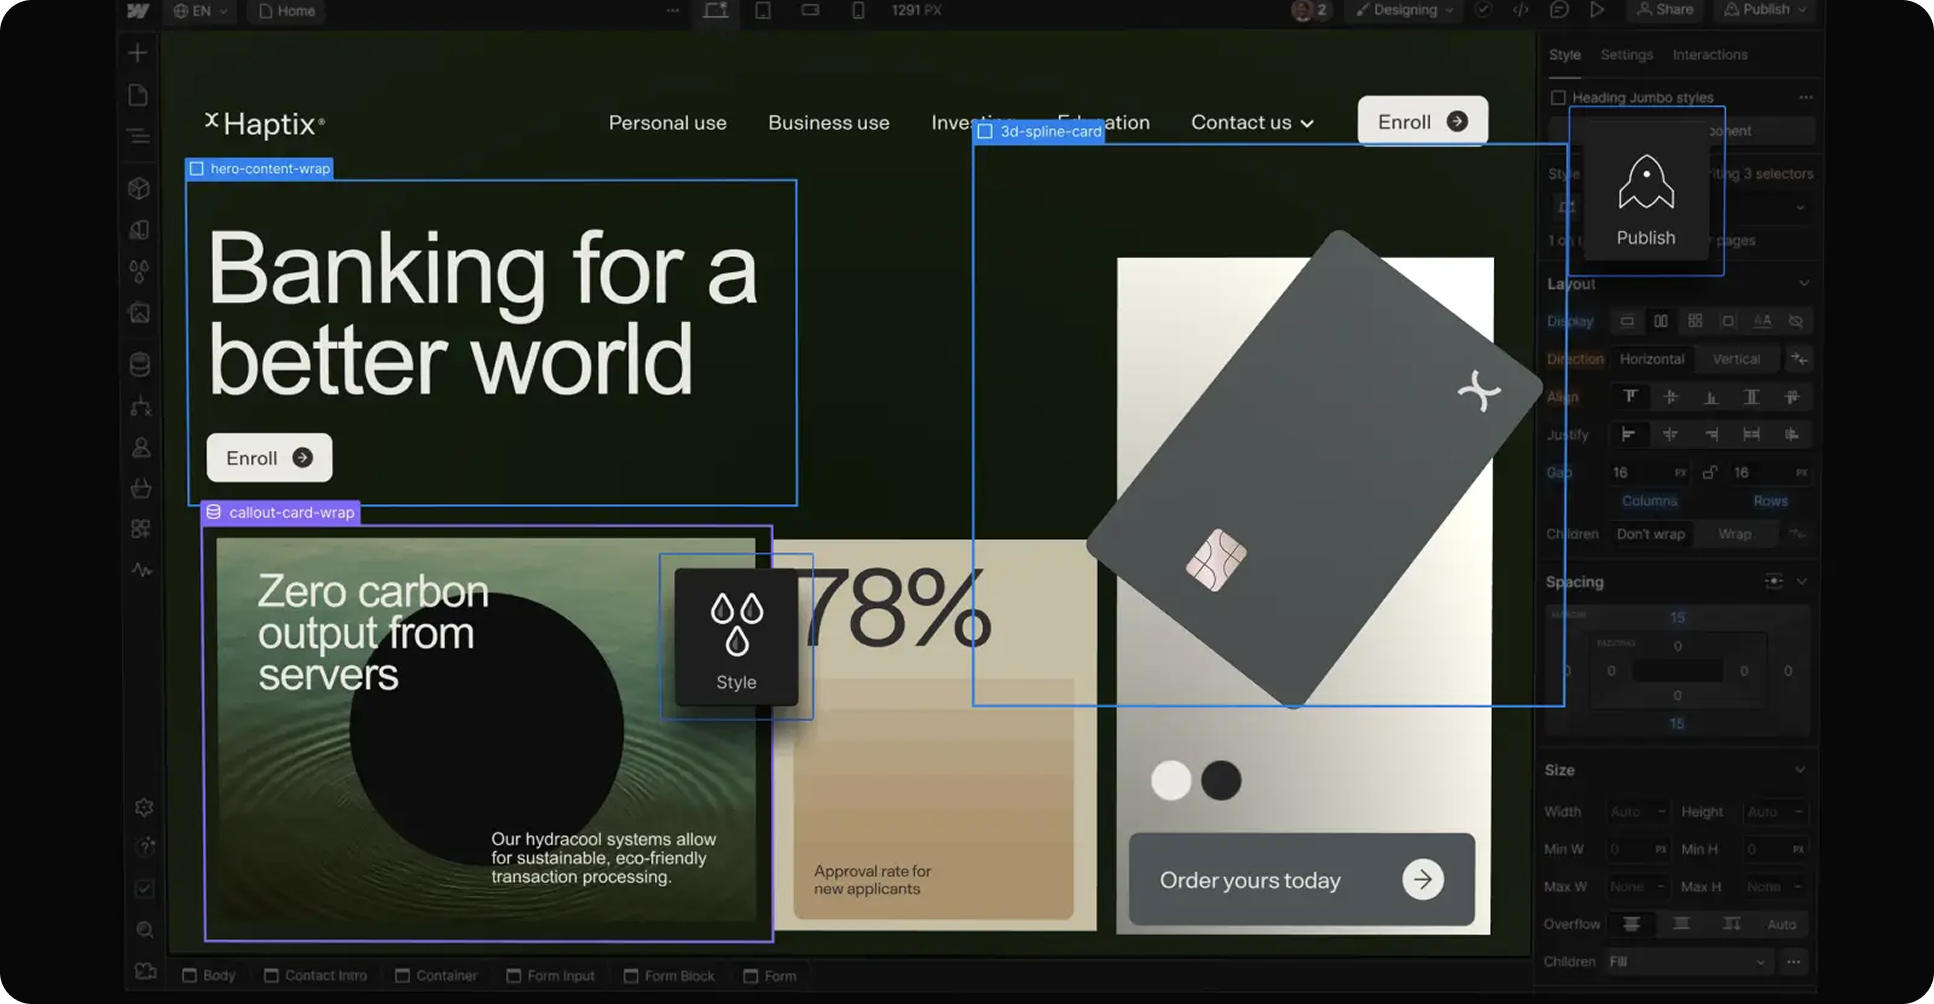 EN
Home
1291 PX
2
Designing
Share
Publish
Style
Settings
Interactions
Heading Jumbo styles
Haptix®
Personal use
Business use
Contact us
Enroll
3d-spline-card
hero-content-wrap
Banking for a
better world
Enroll
Publish
callout-card-wrap
Zero carbon
output from
servers
Our hydracool systems allow
for sustainable, eco-friendly
transaction processing.
Style
78%
Approval rate for
new applicants
Order yours today
3 selectors
pages
Layout
Display
Direction
Horizontal
Vertical
Align
Justify
Gap
16
PX
16
PX
Columns
Rows
Children
Don't wrap
Wrap
Spacing
MARGIN
15
PADDING
0
0
0
0
0
0
15
Size
Width
Auto
Height
Auto
Min W
0
PX
Min H
0
PX
Max W
None
Max H
None
Overflow
Auto
Children
Fill
Body
Contact Intro
Container
Form Input
Form Block
Form